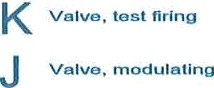 K Valve, test firing
J Valve, modulating